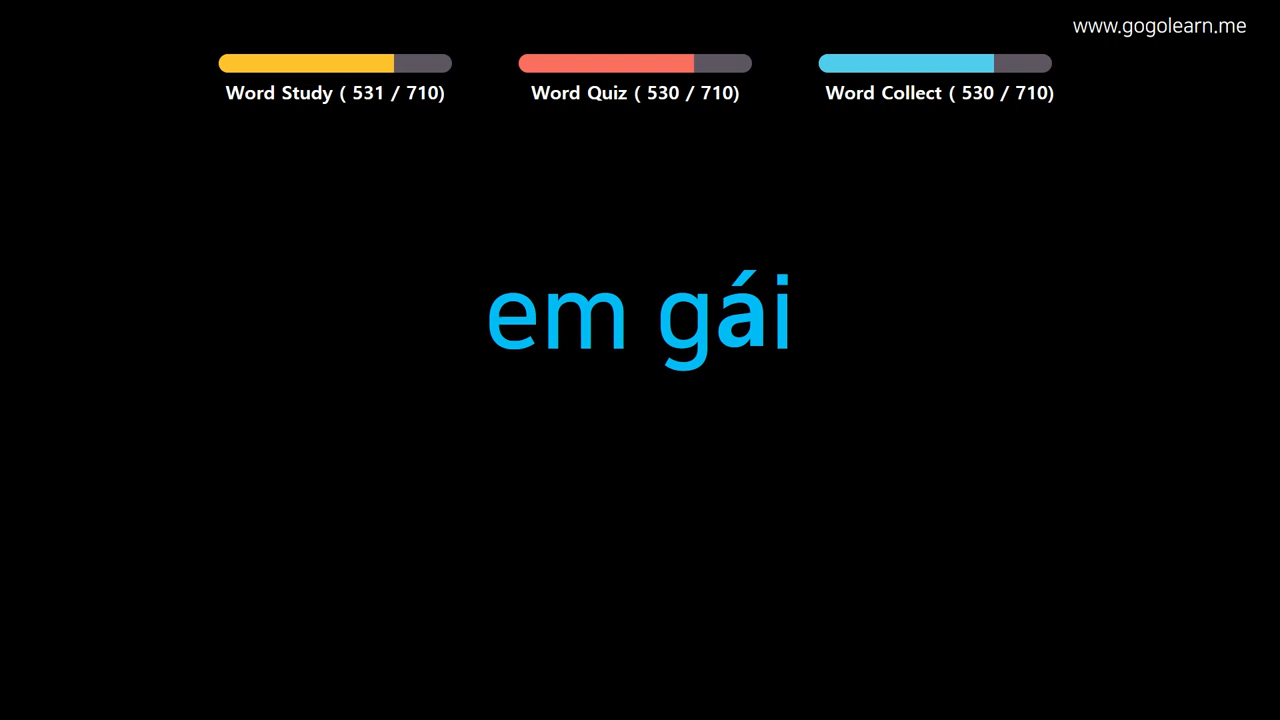 www.gogolearn.me
Word Study ( 531 / 710)
Word Quiz ( 530 / 710)
Word Collect ( 530 / 710)
em gái